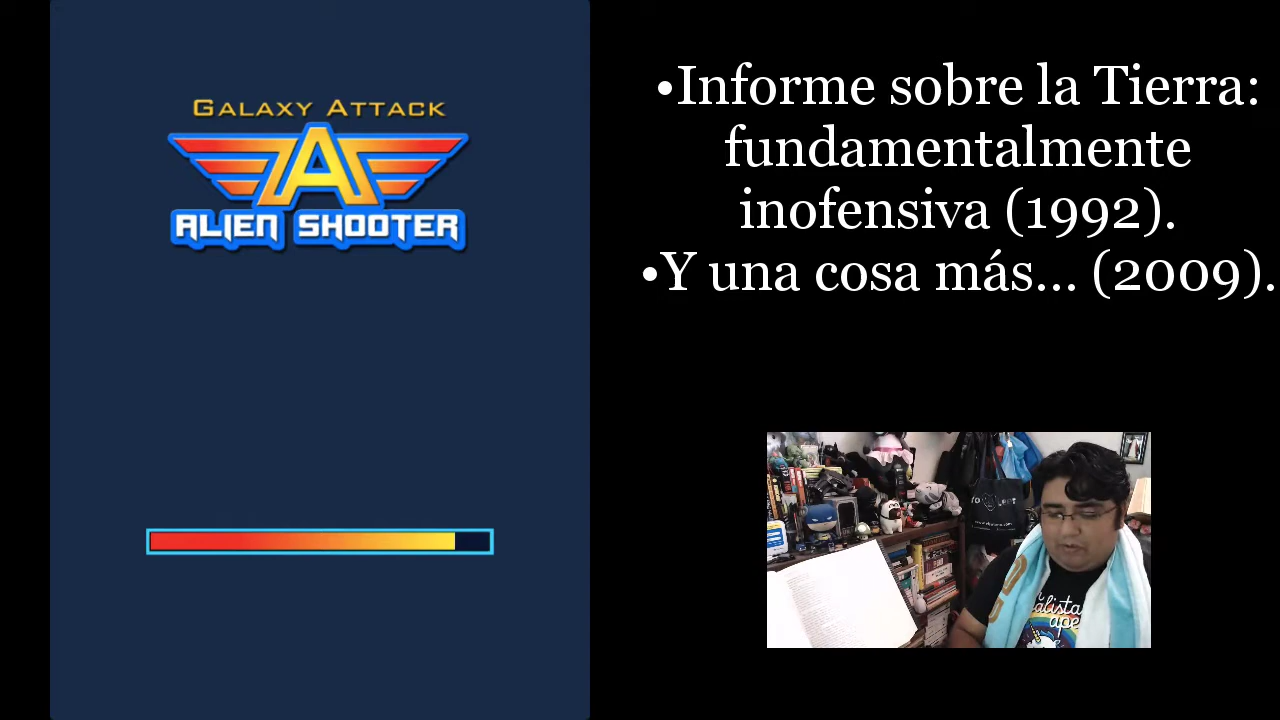 GALAXY ATTACK
A
ALIEN SHOOTER
•Informe sobre la Tierra:
fundamentalmente
inofensiva (1992).
•Y una cosa más... (2009).